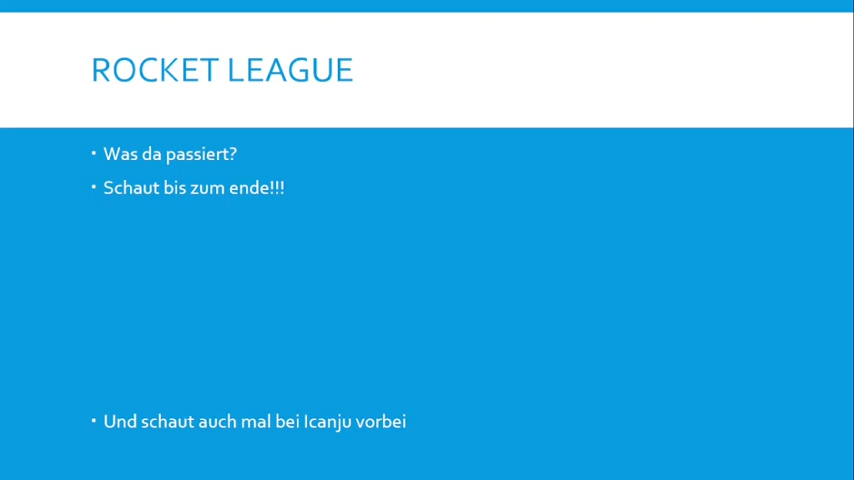 ROCKET LEAGUE
• Was da passiert?
• Schaut bis zum ende!!!
• Und schaut auch mal bei Icanju vorbei